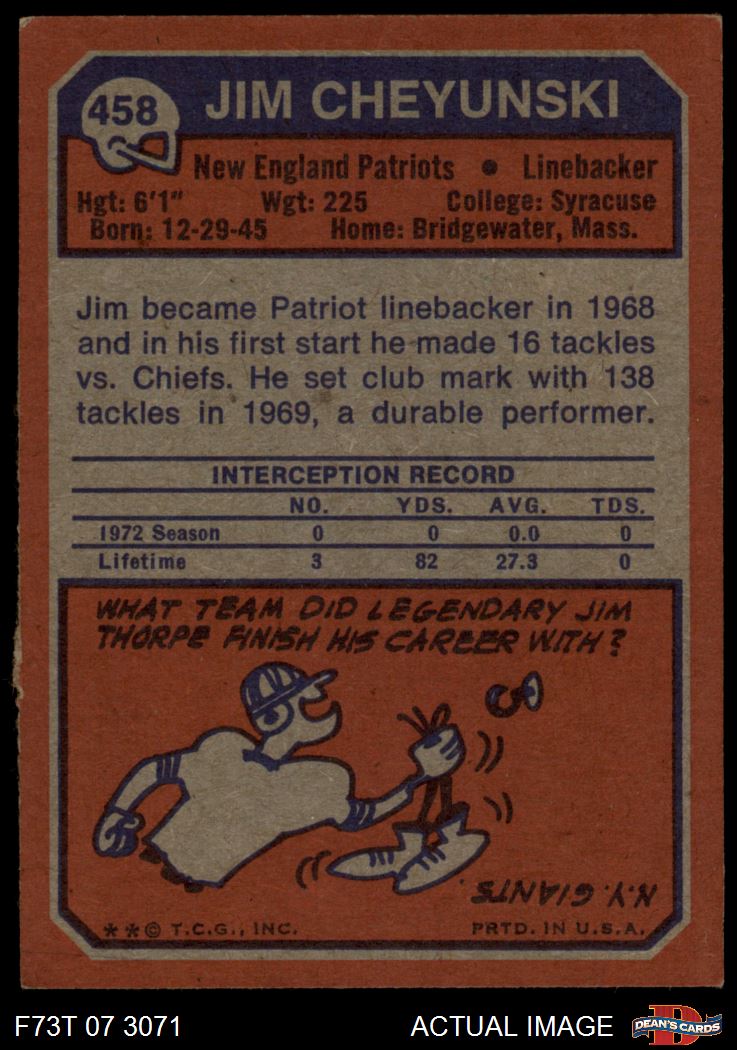 458
JIM CHEYUNSKI
New England Patriots • Linebacker
Hgt: 6'1" Wgt: 225 College: Syracuse
Born: 12-29-45 Home: Bridgewater, Mass.
Jim became Patriot linebacker in 1968
and in his first start he made 16 tackles
vs. Chiefs. He set club mark with 138
tackles in 1969, a durable performer.
INTERCEPTION RECORD
NO. YDS. AVG. TDS.
1972 Season 0 0 0.0 0
Lifetime 3 82 27.3 0
WHAT TEAM DID LEGENDARY JIM
THORPE FINISH HIS CAREER WITH?
N.Y. GIANTS.
**© T.C.G., INC. PRTD. IN U.S.A.
F73T 07 3071 ACTUAL IMAGE DEAN'S CARDS